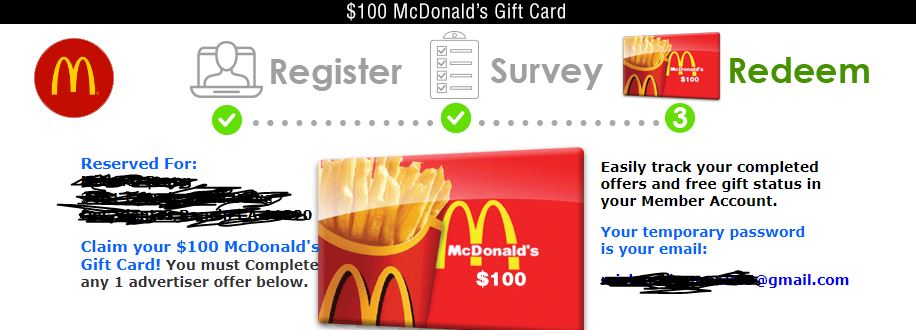 $100 McDonald's Gift Card
Register
Survey
Redeem
McDonald's
$100
3
Reserved For:
Claim your $100 McDonald's
Gift Card! You must Complete
any 1 advertiser offer below.
McDonald's
$100
Easily track your completed
offers and free gift status in
your Member Account.
Your temporary password
is your email:
@gmail.com